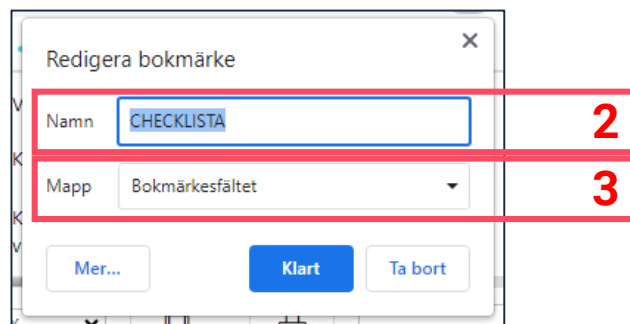 Redigera bokmärke
Namn CHECKLISTA 2
Mapp Bokmärkesfältet 3
Mer... Klart Ta bort